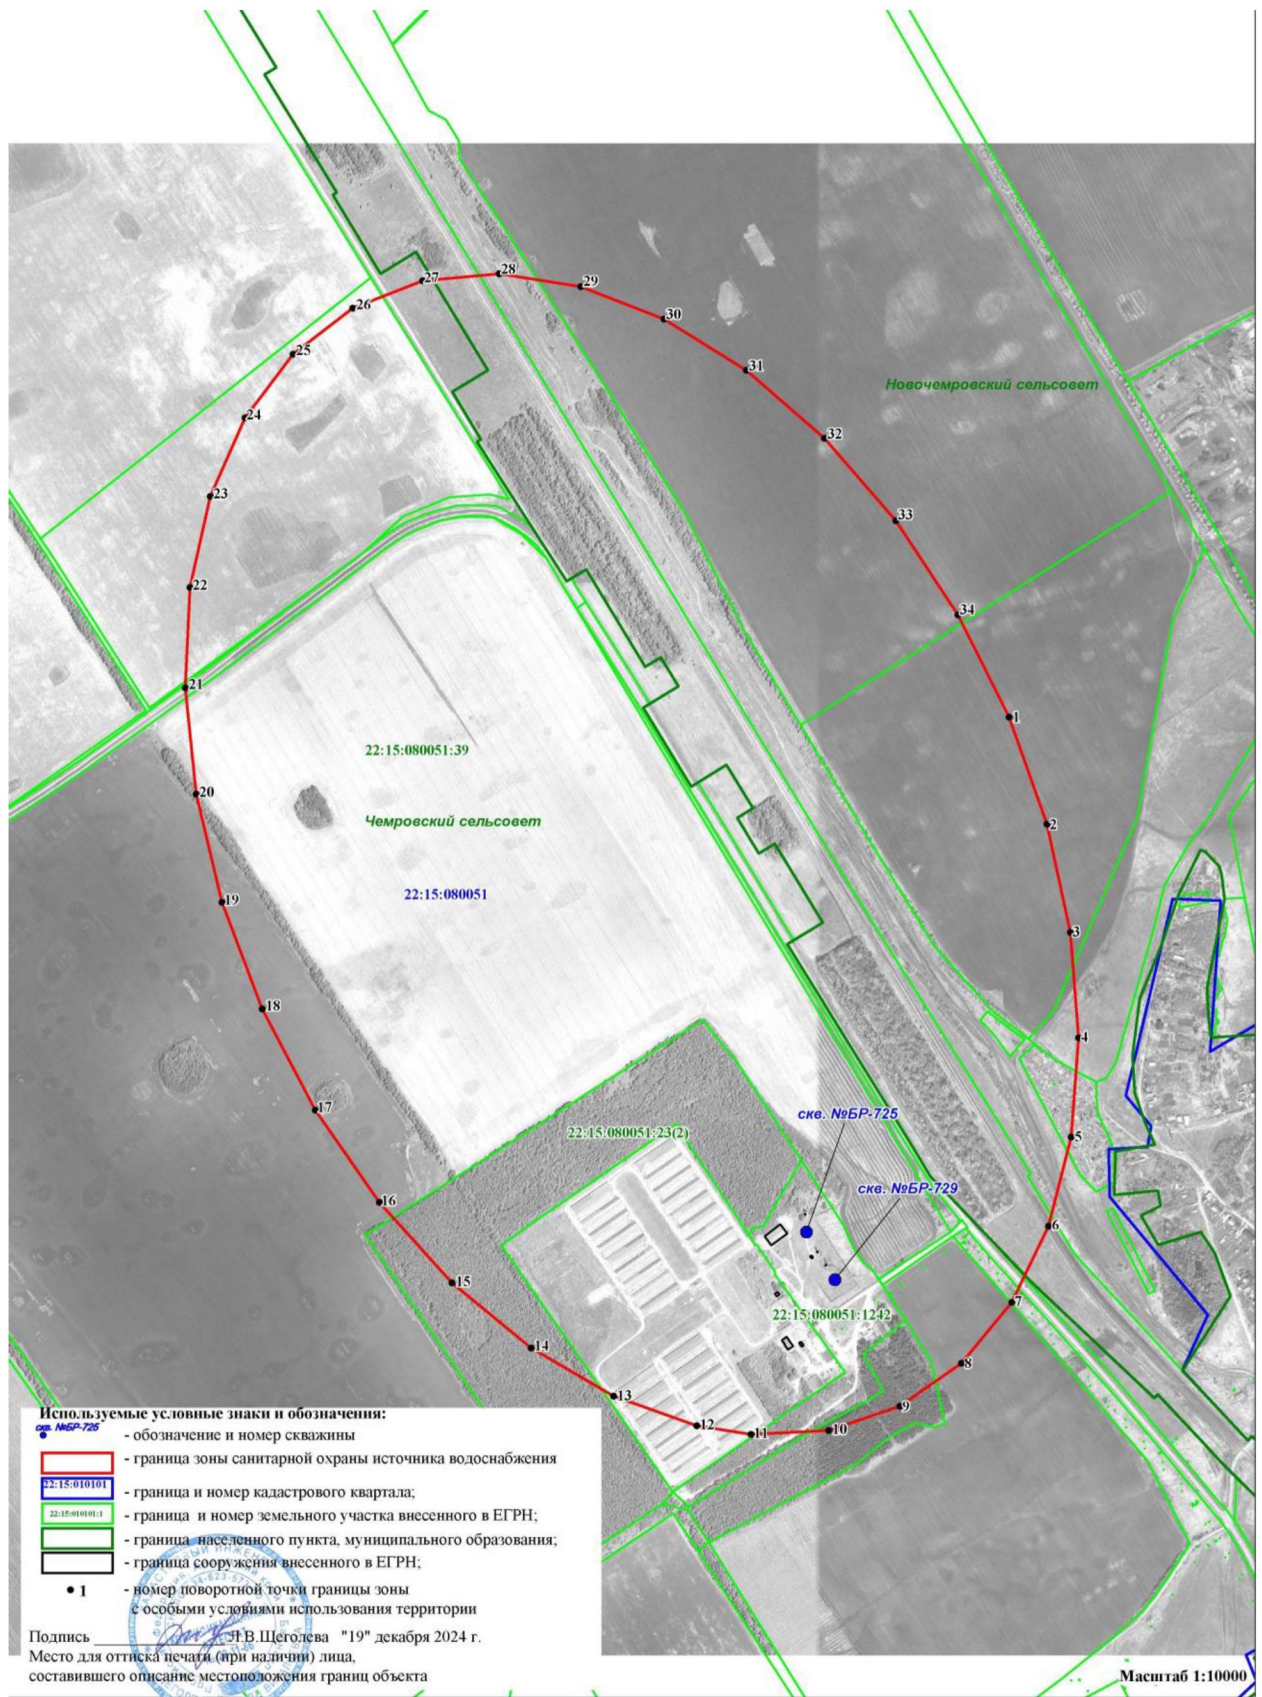 28
27
29
26
30
25
31
Новочемровский сельсовет
24
32
23
33
22
34
21
1
22:15:080051:39
20
Чемровский сельсовет
2
22:15:080051
19
3
18
4
17
скв. №БР-725
22:15:080051:23(2)
5
скв. №БР-729
16
6
15
7
22:15:080051:1242
14
8
13
9
12
11
10
Используемые условные знаки и обозначения:
скв. №БР-725
- обозначение и номер скважины
- граница зоны санитарной охраны источника водоснабжения
22:15:010101
- граница и номер кадастрового квартала;
22:15:010101:1
- граница и номер земельного участка внесенного в ЕГРН;
- граница населенного пункта, муниципального образования;
- граница сооружения внесенного в ЕГРН;
1 - номер поворотной точки границы зоны
с особыми условиями использования территории
Подпись Л.В.Щеголева "19" декабря 2024 г.
Место для оттиска печати (при наличии) лица,
составившего описание местоположения границ объекта
Масштаб 1:10000